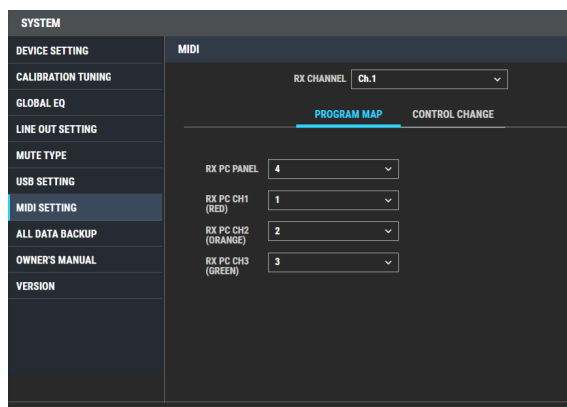 SYSTEM
DEVICE SETTING
CALIBRATION TUNING
GLOBAL EQ
LINE OUT SETTING
MUTE TYPE
USB SETTING
MIDI SETTING
ALL DATA BACKUP
OWNER'S MANUAL
VERSION
MIDI
RX CHANNEL Ch.1
PROGRAM MAP CONTROL CHANGE
RX PC PANEL 4
RX PC CH1 1
(RED)
RX PC CH2 2
(ORANGE)
RX PC CH3 3
(GREEN)